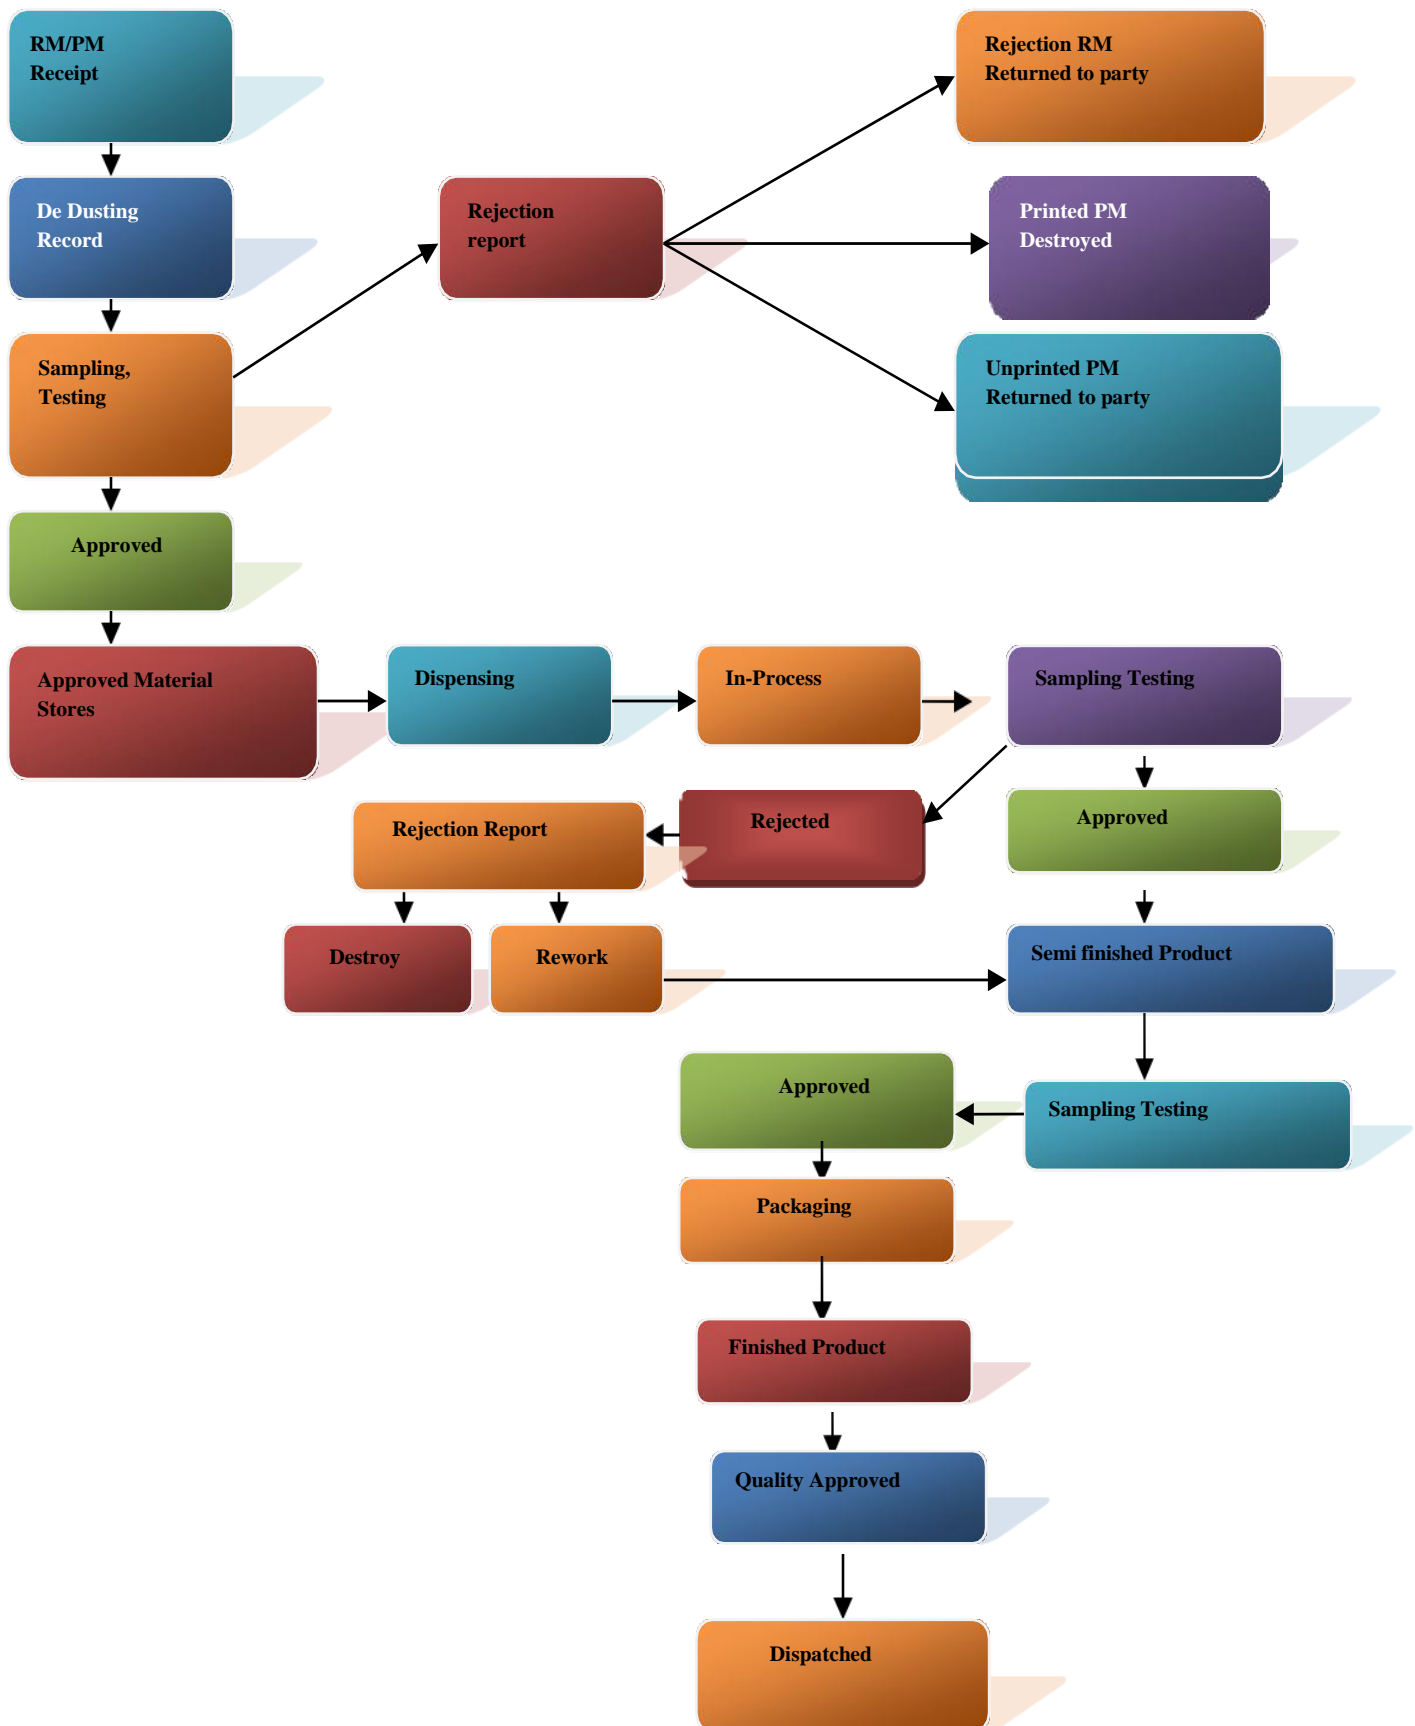 RM/PM
Receipt
Rejection RM
Returned to party
De Dusting
Record
Rejection
report
Printed PM
Destroyed
Sampling,
Testing
Unprinted PM
Returned to party
Approved
Approved Material
Stores
Dispensing
In-Process
Sampling Testing
Rejection Report
Rejected
Approved
Destroy
Rework
Semi finished Product
Approved
Sampling Testing
Packaging
Finished Product
Quality Approved
Dispatched